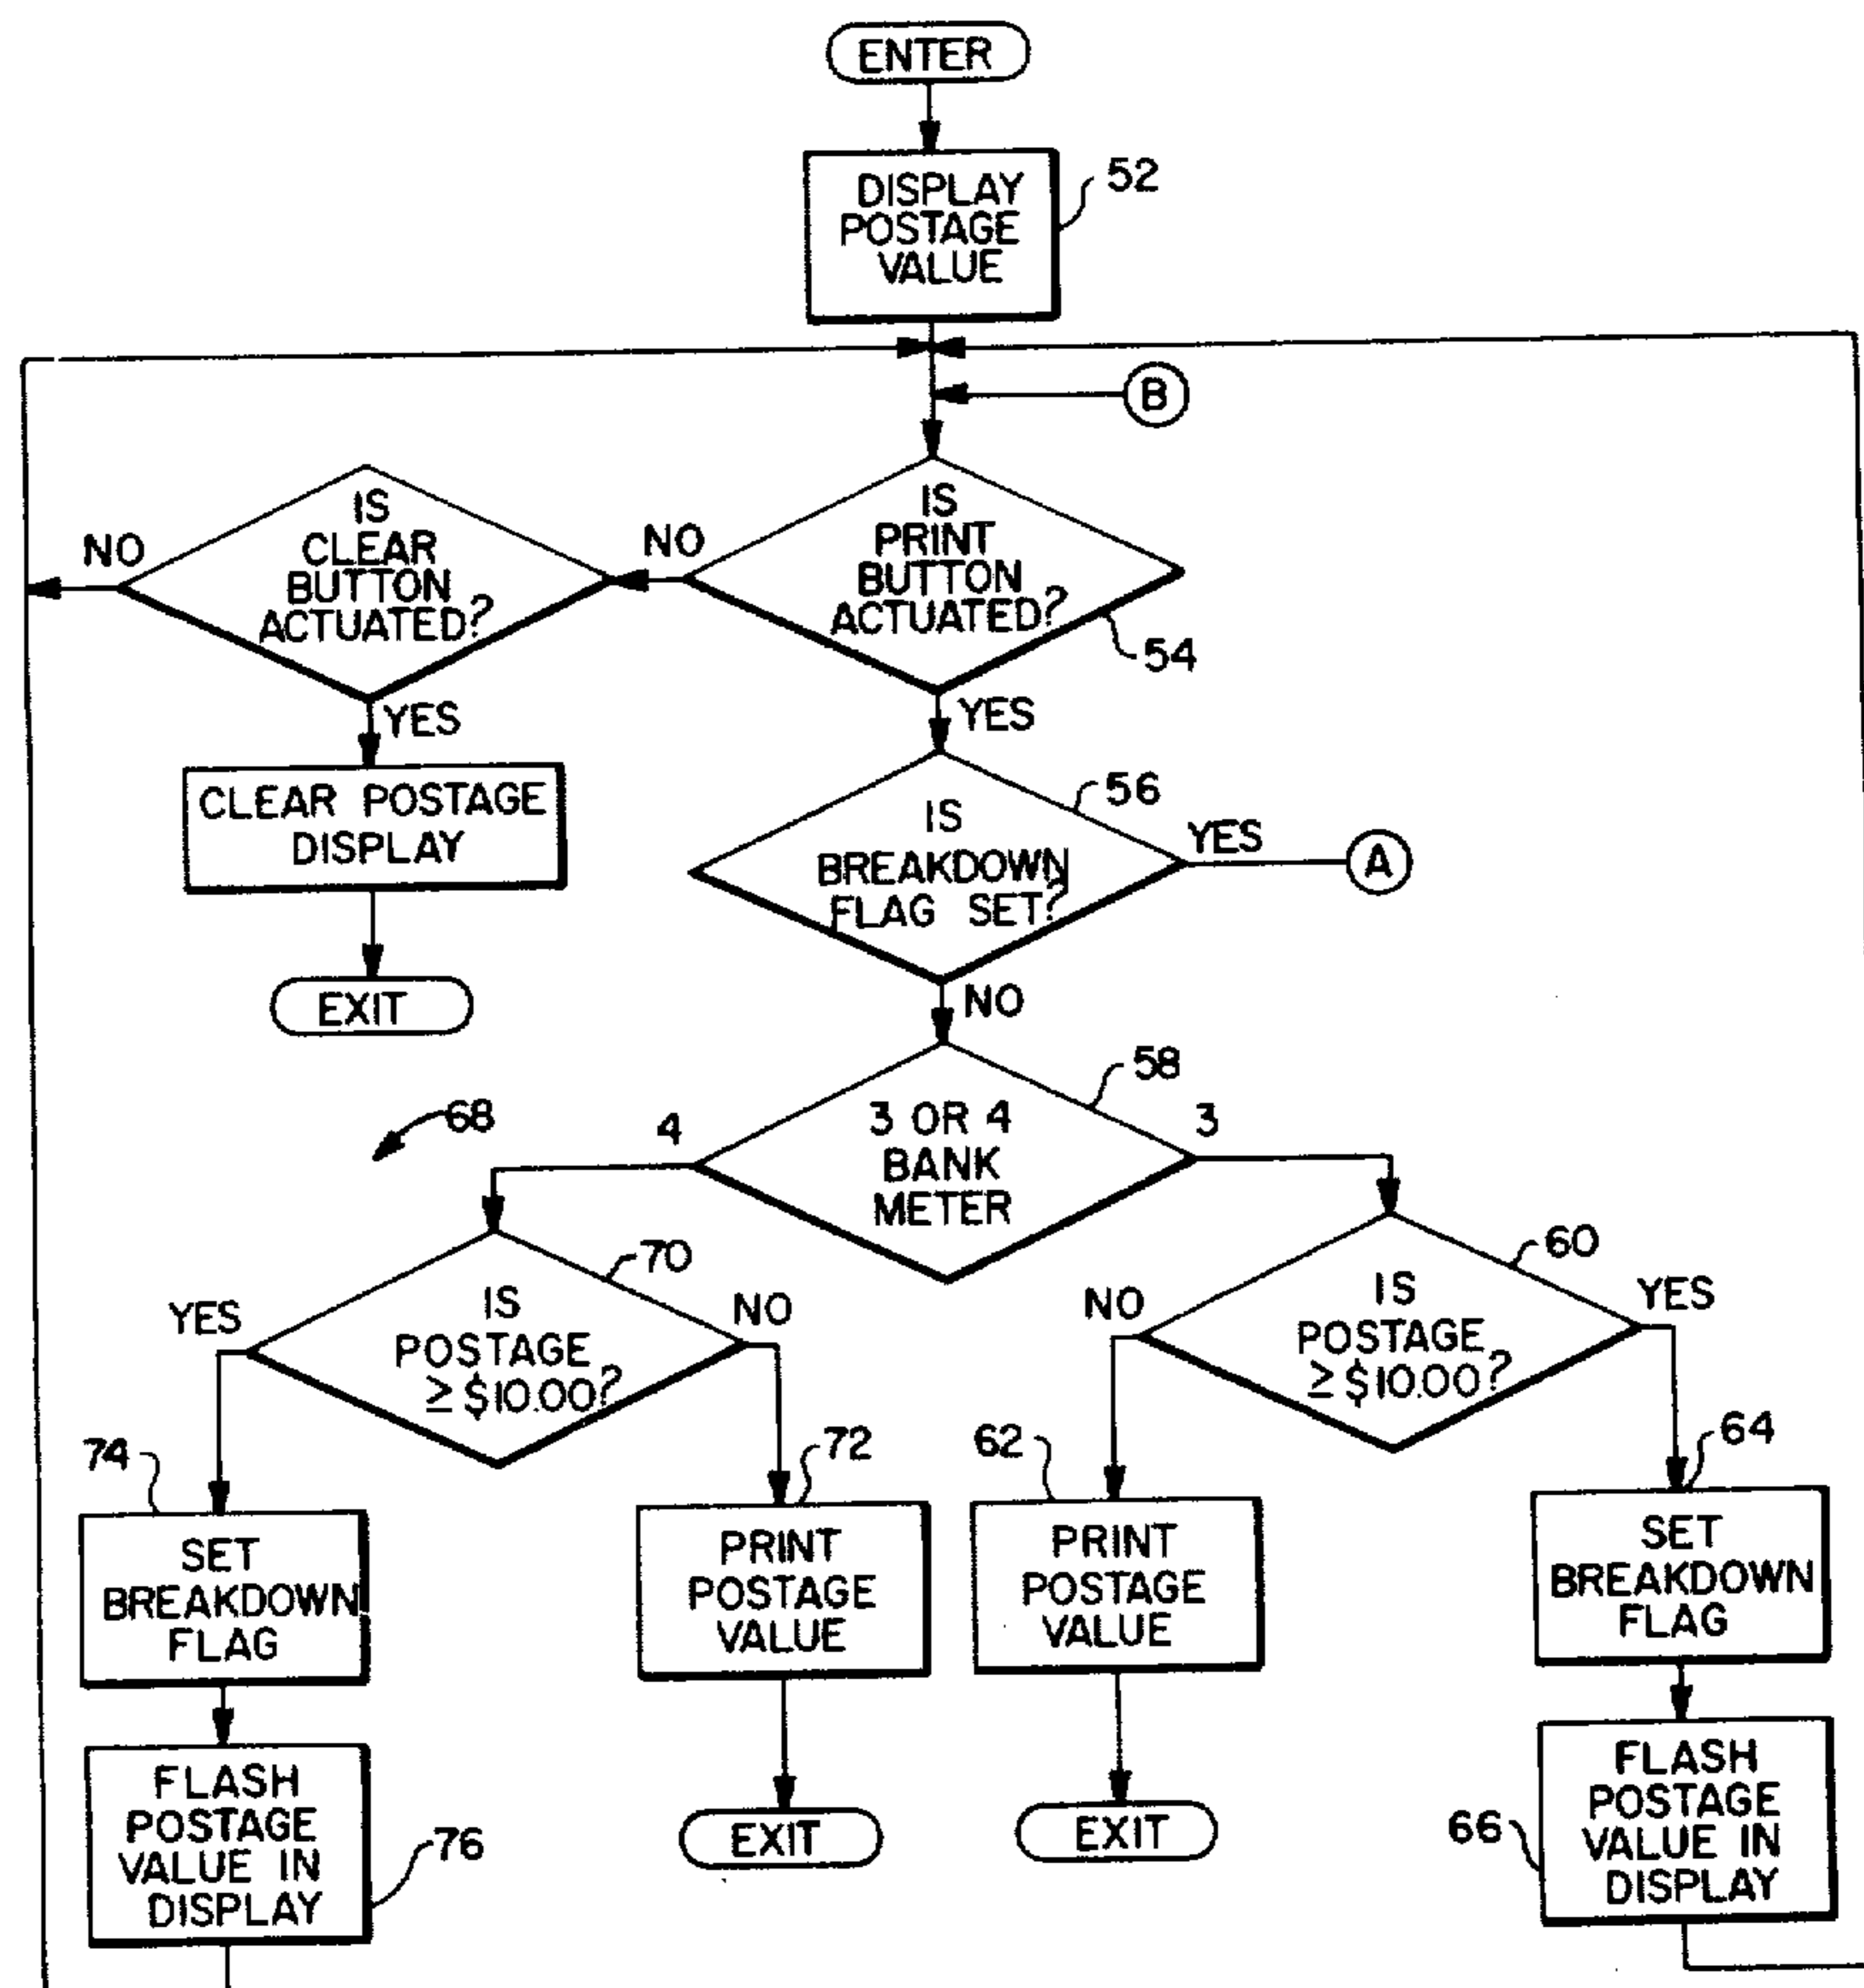 ENTER
DISPLAY
POSTAGE
VALUE
52
B
IS
CLEAR
BUTTON
ACTUATED?
NO
YES
NO
IS
PRINT
BUTTON
ACTUATED?
54
YES
CLEAR POSTAGE
DISPLAY
EXIT
IS
BREAKDOWN
FLAG SET?
56
YES
A
NO
68
4
3 OR 4
BANK
METER
58
3
YES
IS
POSTAGE
≥ $10.00?
70
NO
NO
IS
POSTAGE
≥ $10.00?
60
YES
74
SET
BREAKDOWN
FLAG
72
PRINT
POSTAGE
VALUE
62
PRINT
POSTAGE
VALUE
64
SET
BREAKDOWN
FLAG
FLASH
POSTAGE
VALUE IN
DISPLAY
76
EXIT
EXIT
66
FLASH
POSTAGE
VALUE IN
DISPLAY